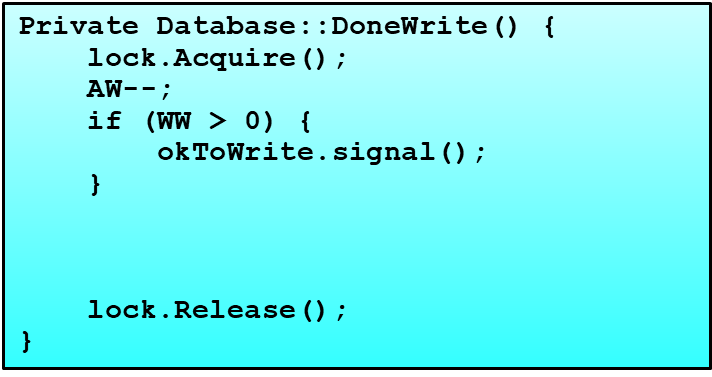 Private Database::DoneWrite() {
    lock.Acquire();
    AW--;
    if (WW > 0) {
        okToWrite.signal();
    }
    lock.Release();
}